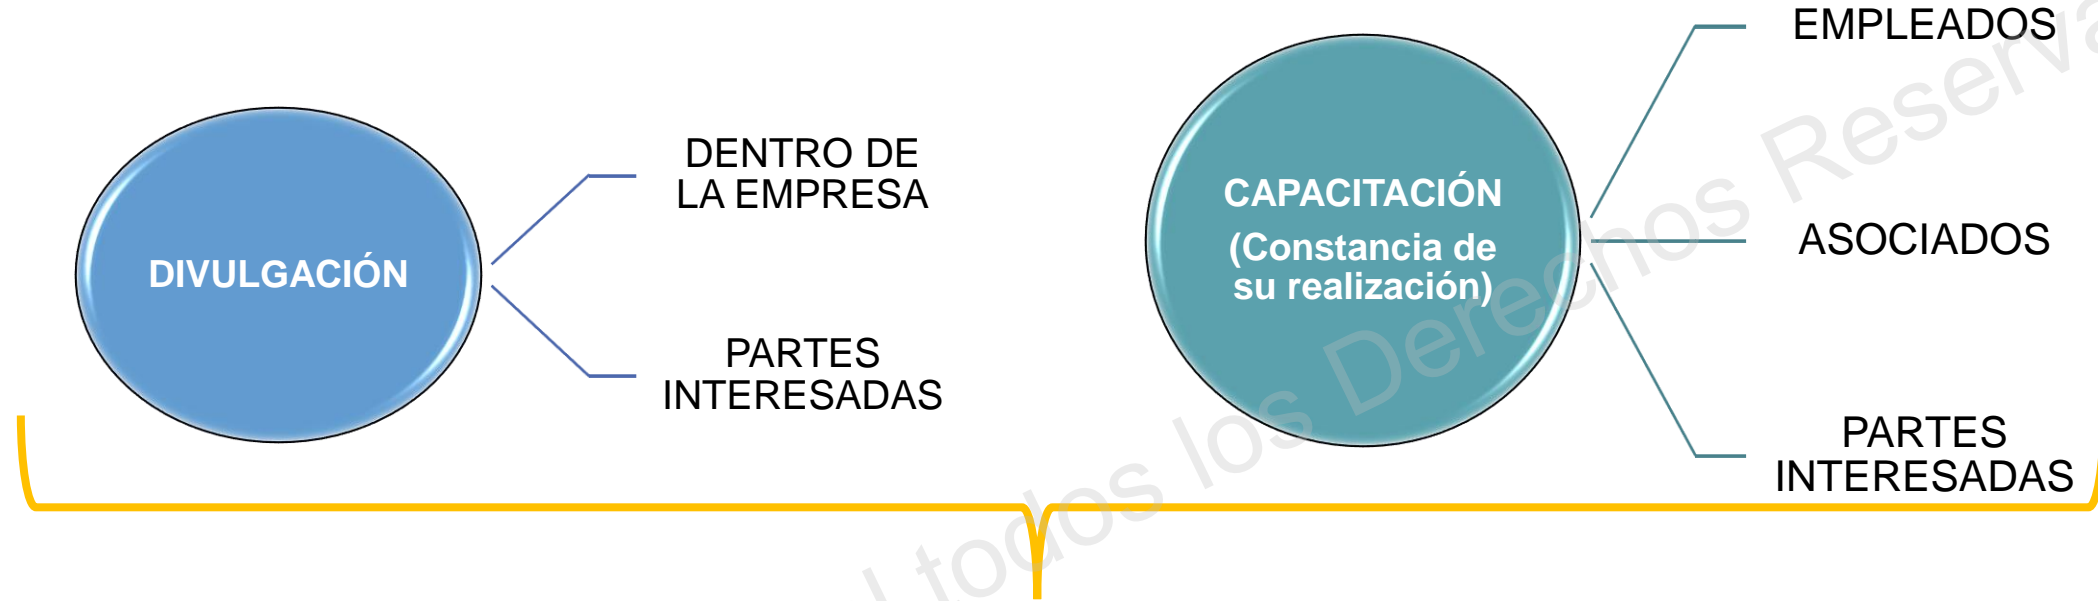 DIVULGACIÓN
DENTRO DE
LA EMPRESA
PARTES
INTERESADAS
CAPACITACIÓN
(Constancia de
su realización)
EMPLEADOS
ASOCIADOS
PARTES
INTERESADAS
todos los Derechos